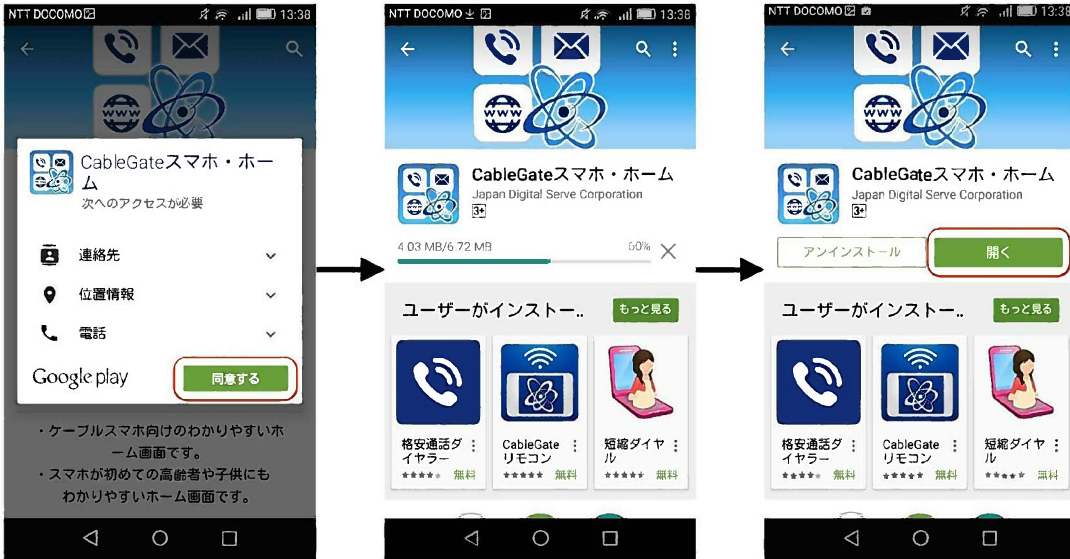 NTT DOCOMO 13:38
WWW
CableGateスマホ・ホー
ム
次へのアクセスが必要
連絡先
位置情報
電話
Google play 同意する
・ケーブルスマホ向けのわかりやすいホ
ーム画面です。
・スマホが初めての高齢者や子供にも
わかりやすいホーム画面です。
NTT DOCOMO 13:38
WWW
CableGateスマホ・ホーム
Japan Digital Serve Corporation
3+
4.03 MB/6.72 MB 60%
ユーザーがインストー.. もっと見る
格安通話ダ
イヤラー
無料
CableGate
リモコン
無料
短縮ダイヤ
ル
無料
NTT DOCOMO 13:38
WWW
CableGateスマホ・ホーム
Japan Digital Serve Corporation
3+
アンインストール 開く
ユーザーがインストー.. もっと見る
格安通話ダ
イヤラー
無料
CableGate
リモコン
無料
短縮ダイヤ
ル
無料